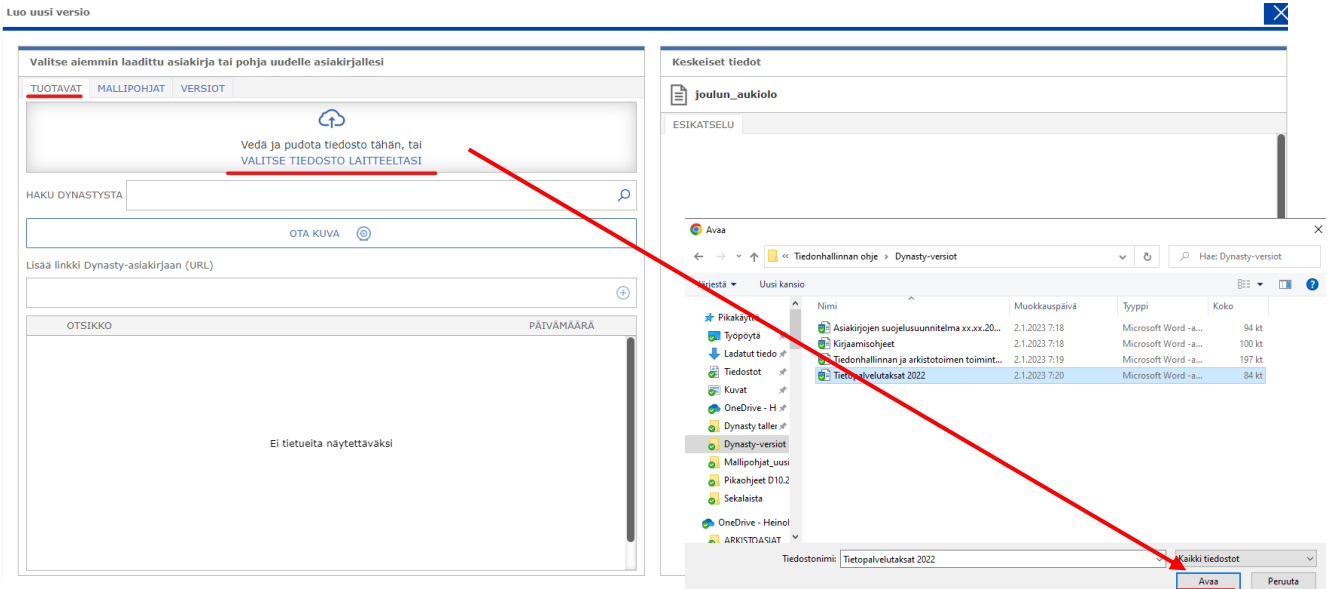 Luo uusi versio
Valitse aiemmin laadittu asiakirja tai pohja uudelle asiakirjallesi
TUOTAVAT MALLIPOHJAT VERSIOT
Vedä ja pudota tiedosto tähän, tai
VALITSE TIEDOSTO LAITTEELTASI
HAKU DYNASTYSTA
OTA KUVA
Lisää linkki Dynasty-asiakirjaan (URL)
OTSIKKO PÄIVÄMÄÄRÄ
Ei tietueita näytettäväksi
Keskeiset tiedot
joulun_aukiolo
ESIKATSELU
Avaa
« Tiedonhallinnan ohje › Dynasty-versiot
Hae: Dynasty-versiot
Järjestä Uusi kansio
Nimi Muokkauspäivä Tyyppi Koko
Asiakirjojen suojelusuunnitelma xx.xx.20... 2.1.2023 7:18 Microsoft Word -a... 94 kt
Kirjaamisohjeet 2.1.2023 7:18 Microsoft Word -a... 100 kt
Tiedonhallinnan ja arkistotoimen toimint... 2.1.2023 7:19 Microsoft Word -a... 197 kt
Tietopalvelutaksat 2022 2.1.2023 7:20 Microsoft Word -a... 84 kt
Pikakäyttö
Työpöytä
Ladatut tiedo
Tiedostot
Kuvat
OneDrive - H
Dynasty taller
Dynasty-versiot
Mallipohjat_uusi
Pikaohjeet D10.2
Sekalaista
OneDrive - Heinol
ARKISTOASIAT
Tiedostonimi: Tietopalvelutaksat 2022 Kaikki tiedostot
Avaa Peruuta